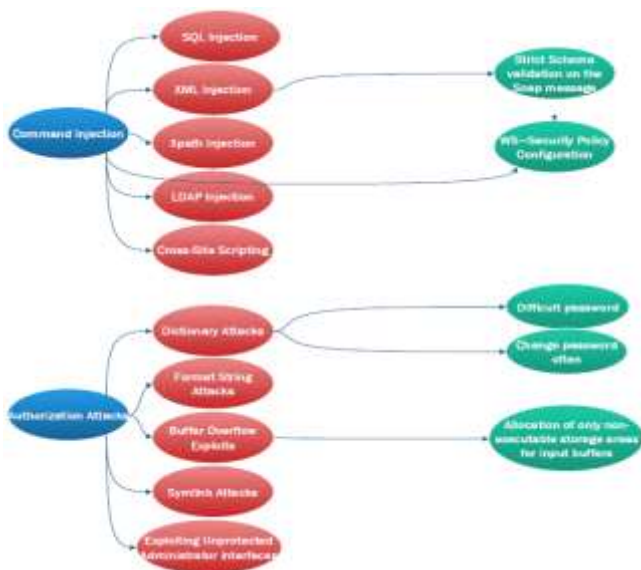 SQL Injection
XML Injection
Command Injection
Xpath Injection
LDAP Injection
Cross-Site Scripting
Strict Schema
validation on the
Soap message
WS-Security Policy
Configuration
Dictionary Attacks
Format String
Attacks
Authorization Attacks
Buffer Overflow
Exploits
Symlink Attacks
Exploiting Unprotected
Administrator Interfaces
Difficult password
Change password
often
Allocation of only non-
executable storage areas
for input buffers